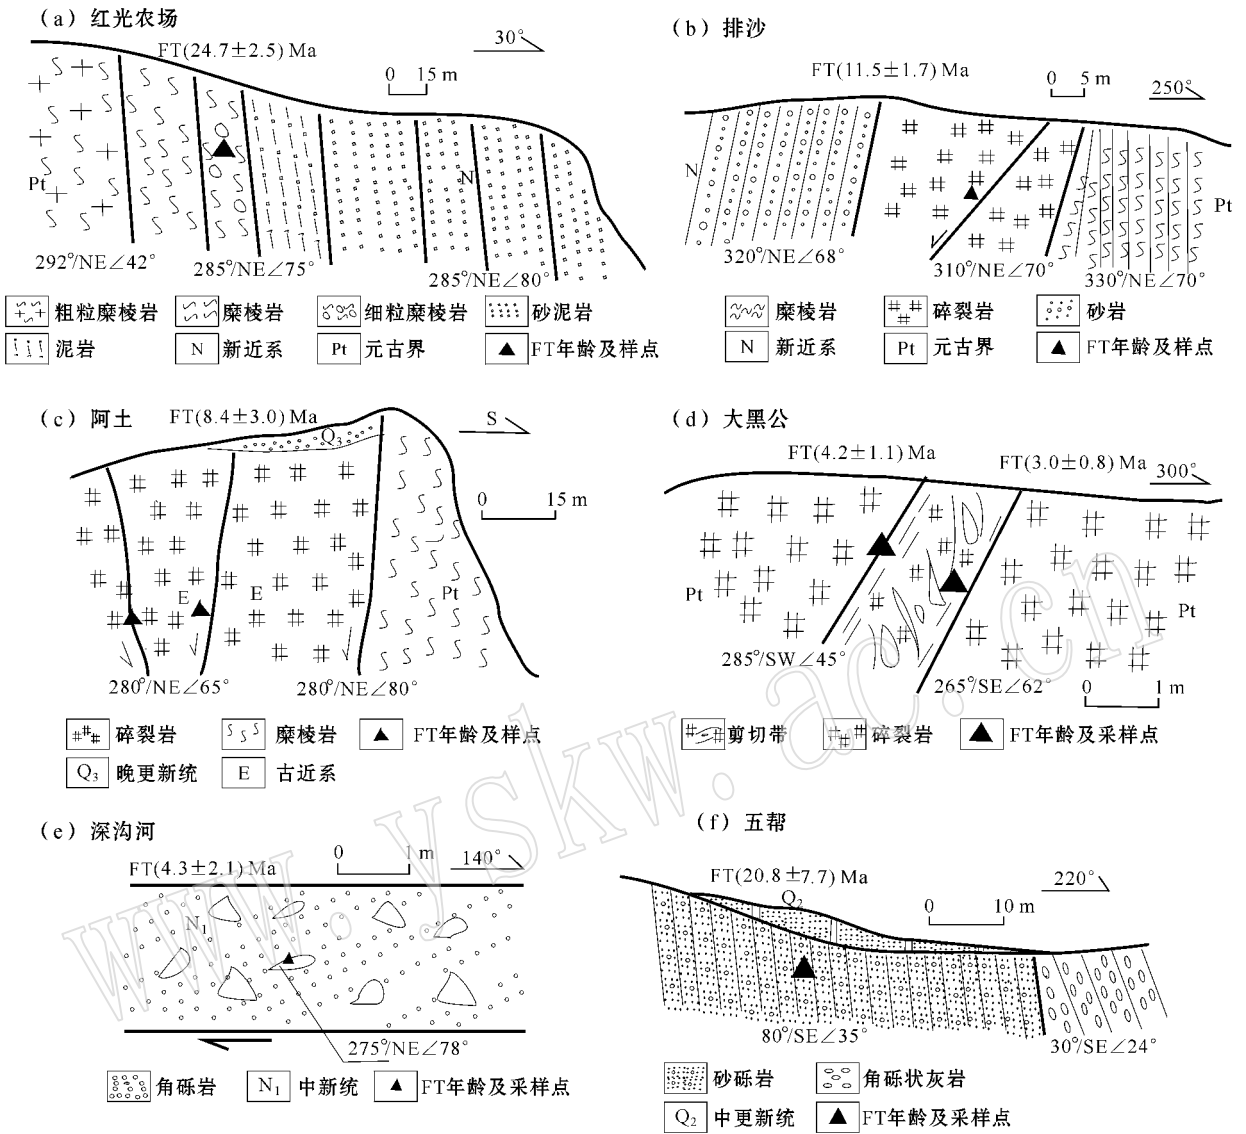 (a) 红光农场
FT(24.7±2.5) Ma
30°
0 15 m
Pt
N
292°/NE∠42°
285°/NE∠75°
285°/NE∠80°
粗粒糜棱岩
糜棱岩
细粒糜棱岩
砂泥岩
泥岩
N 新近系
Pt 元古界
FT年龄及样点
(b) 排沙
FT(11.5±1.7) Ma
0 5 m
250°
N
Pt
320°/NE∠68°
310°/NE∠70°
330°/NE∠70°
糜棱岩
碎裂岩
砂岩
N 新近系
Pt 元古界
FT年龄及样点
(c) 阿土
FT(8.4±3.0) Ma
S
Q3
0 15 m
E
E
Pt
280°/NE∠65°
280°/NE∠80°
碎裂岩
糜棱岩
FT年龄及样点
Q3 晚更新统
E 古近系
(d) 大黑公
FT(4.2±1.1) Ma
FT(3.0±0.8) Ma
300°
Pt
Pt
285°/SW∠45°
265°/SE∠62°
0 1 m
剪切带
碎裂岩
FT年龄及采样点
(e) 深沟河
FT(4.3±2.1) Ma
0 1 m
140°
N1
275°/NE∠78°
角砾岩
N1 中新统
FT年龄及采样点
(f) 五帮
FT(20.8±7.7) Ma
220°
Q2
0 10 m
80°/SE∠35°
30°/SE∠24°
砂砾岩
角砾状灰岩
Q2 中更新统
FT年龄及采样点
www.yskw.ac.cn